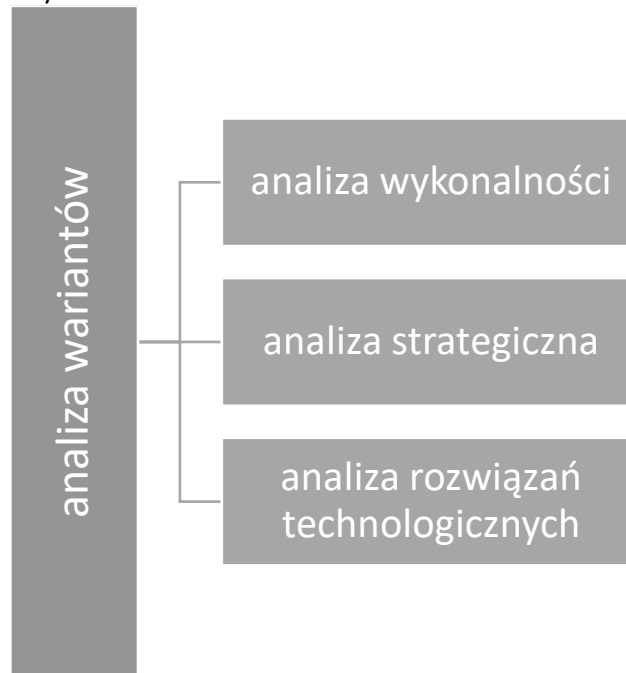 analiza wariantów
analiza wykonalności
analiza strategiczna
analiza rozwiązań
technologicznych